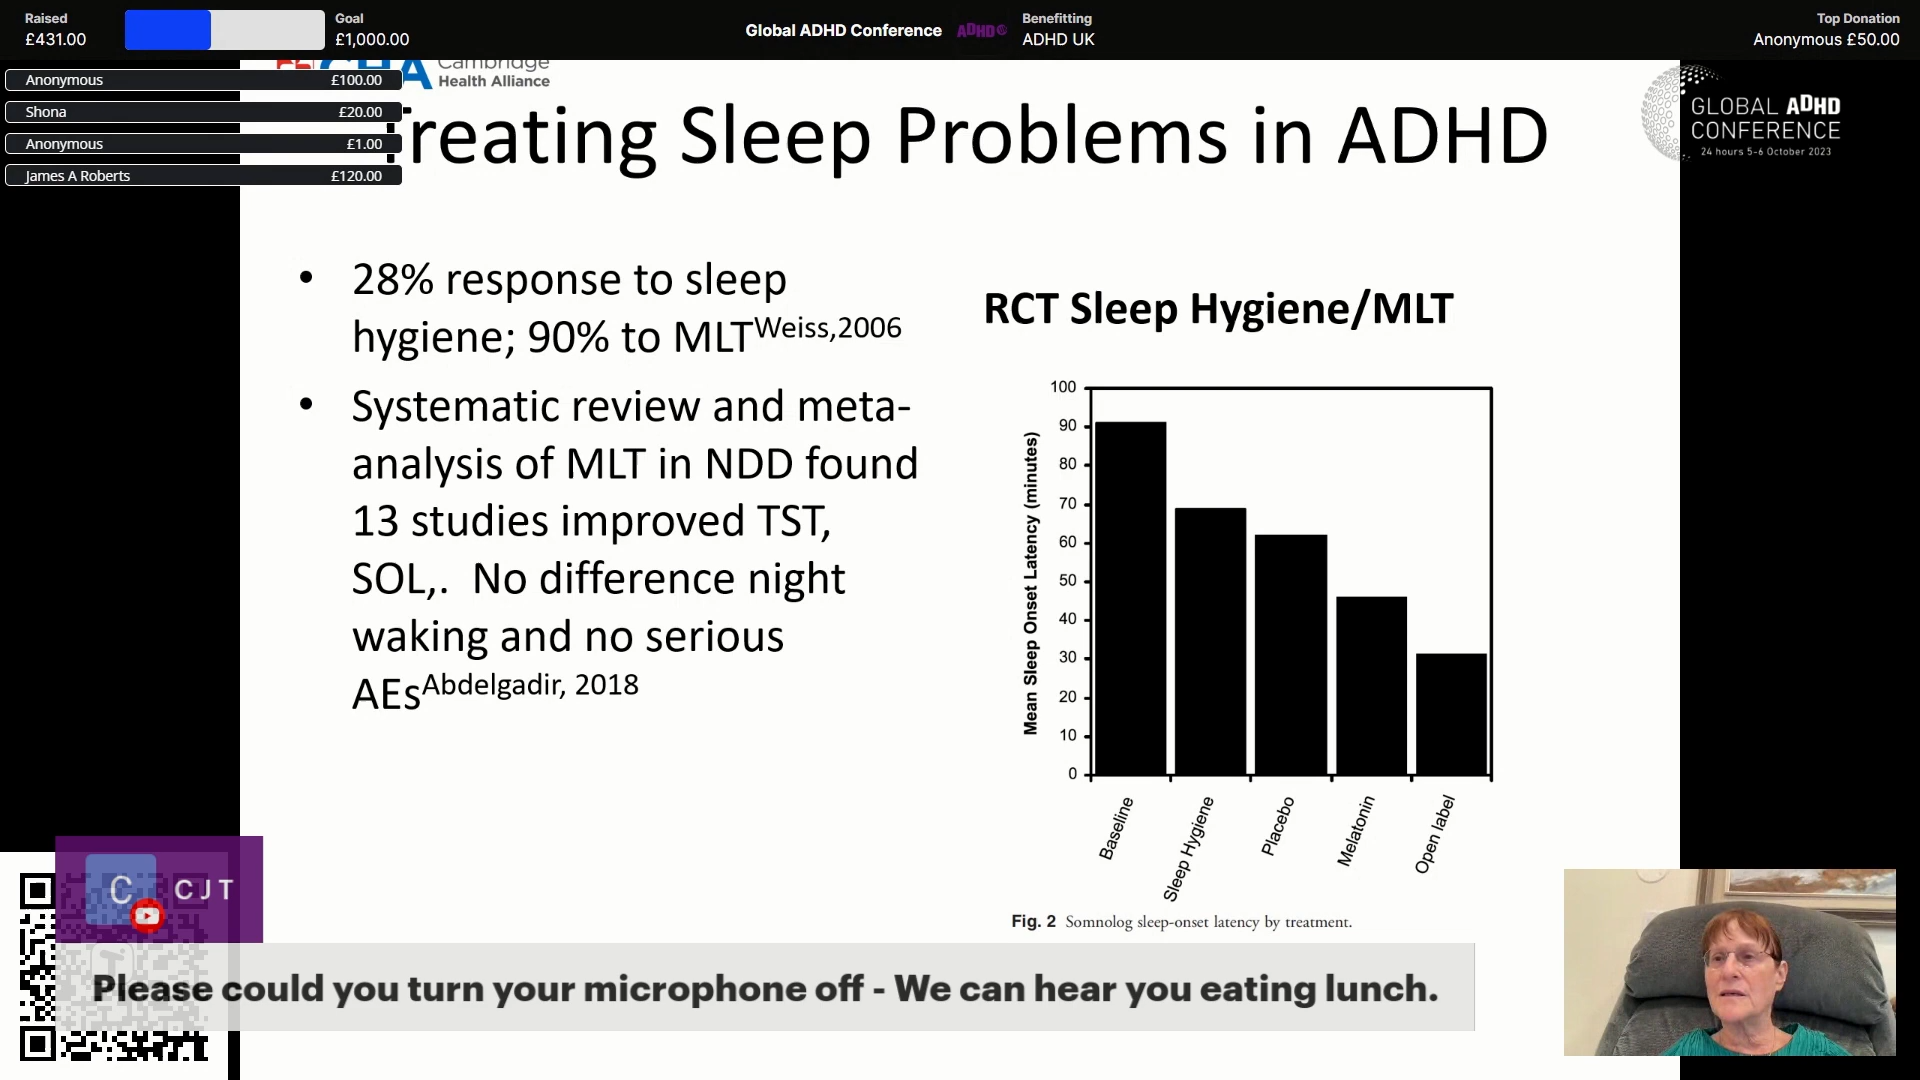 Raised
£431.00
Goal
£1,000.00
Global ADHD Conference
ADHD
Benefitting
ADHD UK
Top Donation
Anonymous £50.00
Anonymous £100.00
Shona £20.00
Anonymous £1.00
James A Roberts £120.00
Cambridge
Health Alliance
GLOBAL ADHD
CONFERENCE
24 hours 5-6 October 2023
Treating Sleep Problems in ADHD
• 28% response to sleep
hygiene; 90% to MLT Weiss,2006
• Systematic review and meta-
analysis of MLT in NDD found
13 studies improved TST,
SOL,. No difference night
waking and no serious
AEs Abdelgadir, 2018
RCT Sleep Hygiene/MLT
Mean Sleep Onset Latency (minutes)
100
90
80
70
60
50
40
30
20
10
0
Baseline
Sleep Hygiene
Placebo
Melatonin
Open label
Fig. 2 Somnolog sleep-onset latency by treatment.
C
CJT
Please could you turn your microphone off - We can hear you eating lunch.